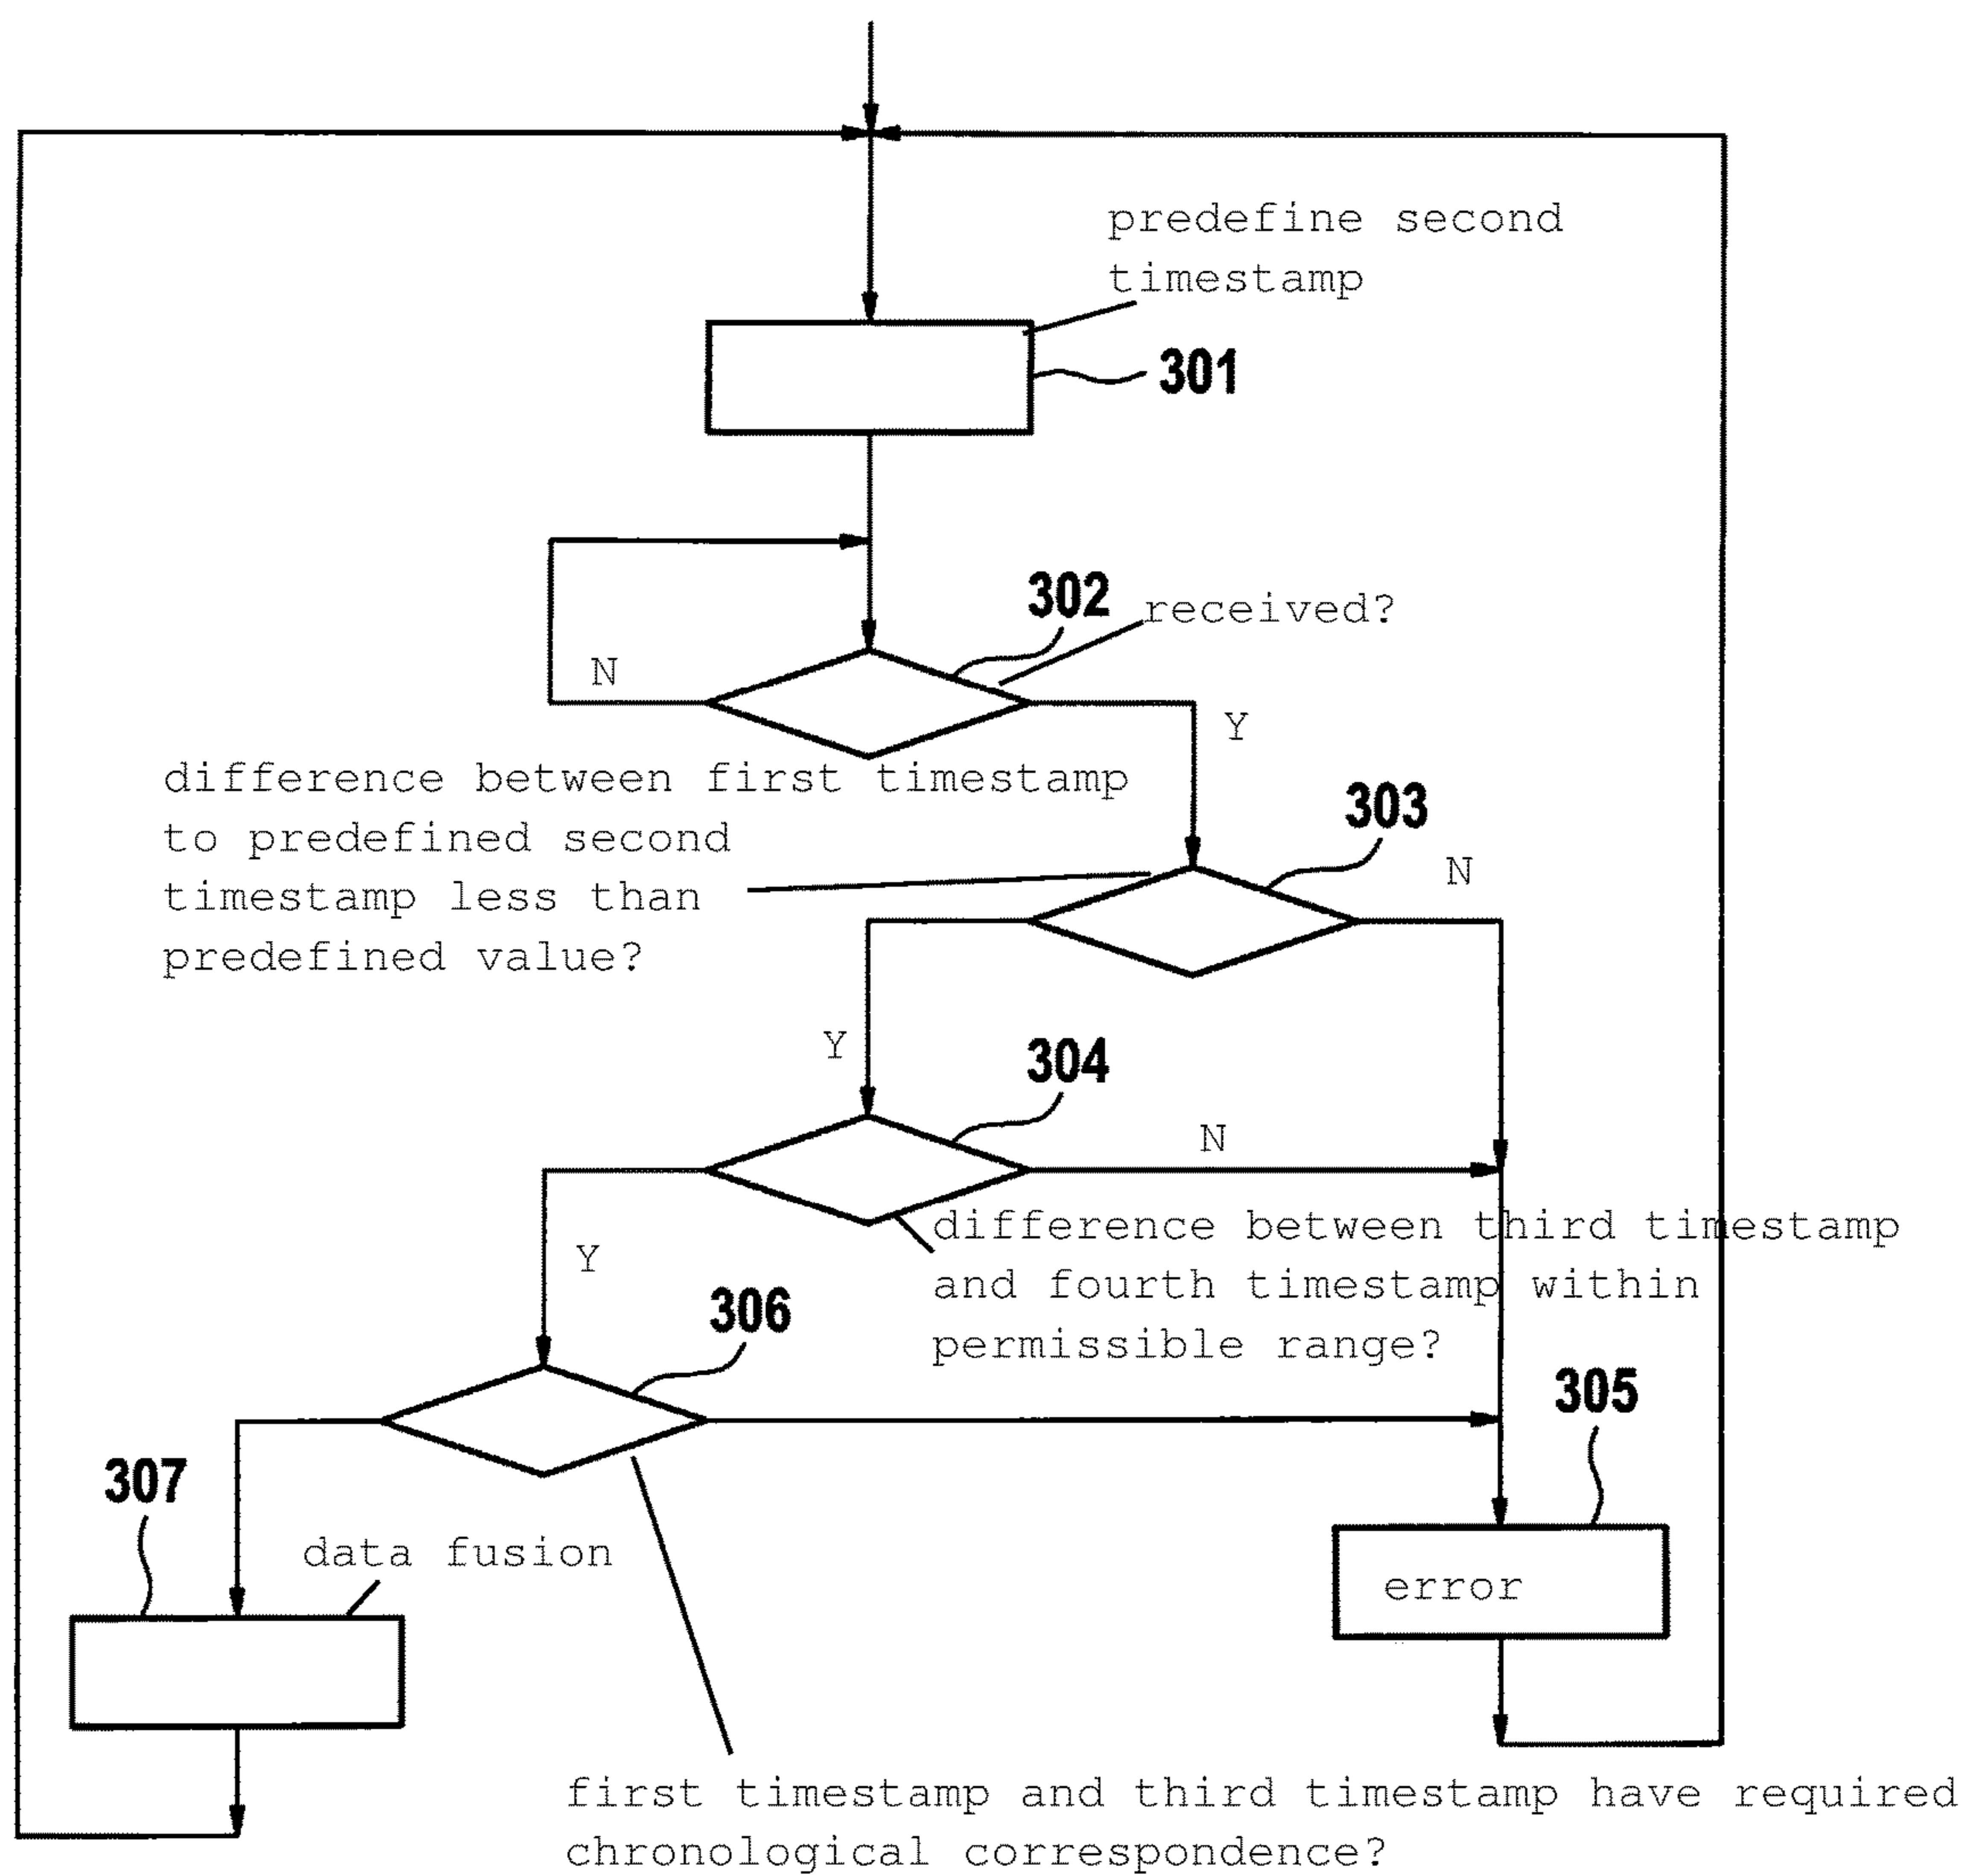 predefine second
timestamp
301
302
received?
N
Y
difference between first timestamp
to predefined second
timestamp less than
predefined value?
303
N
Y
304
N
difference between third timestamp
and fourth timestamp within
permissible range?
Y
306
305
307
data fusion
error
first timestamp and third timestamp have required
chronological correspondence?